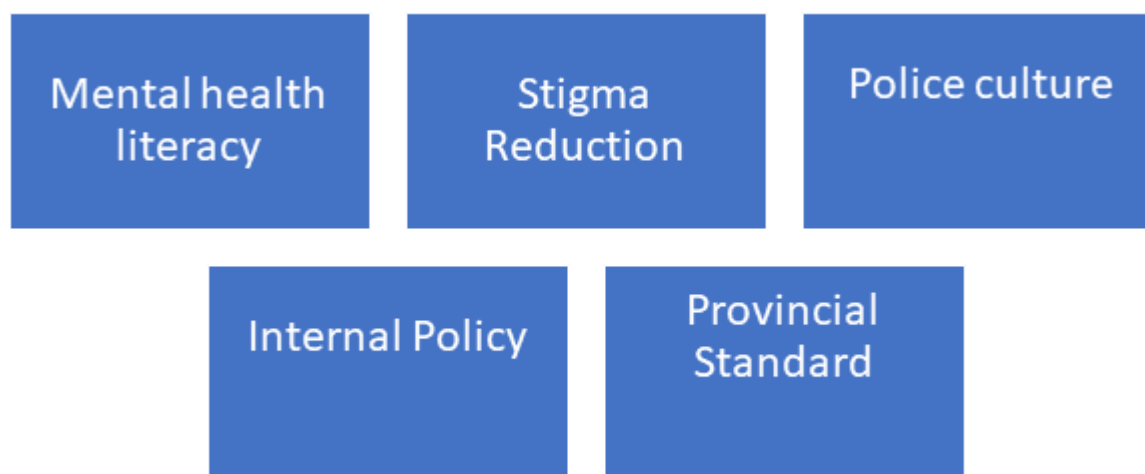 Mental health
literacy
Stigma
Reduction
Police culture
Internal Policy
Provincial
Standard